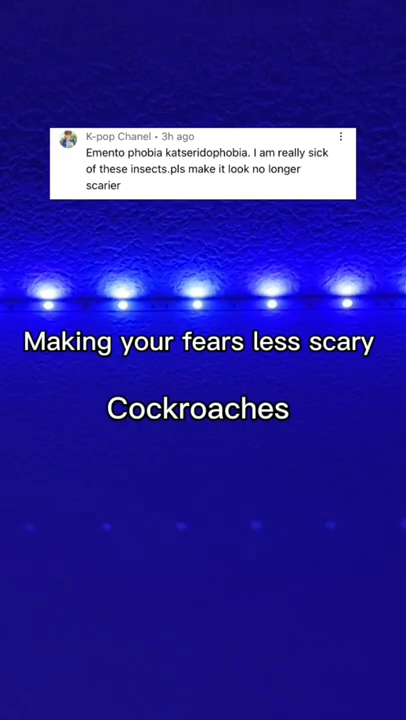 K-pop Chanel • 3h ago
Emento phobia katseridophobia. I am really sick
of these insects.pls make it look no longer
scarier
Making your fears less scary
Cockroaches